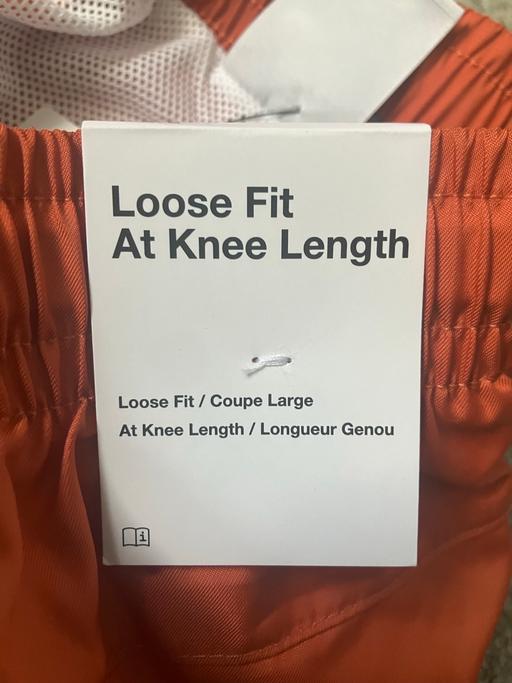 Loose Fit
At Knee Length
Loose Fit / Coupe Large
At Knee Length / Longueur Genou
i